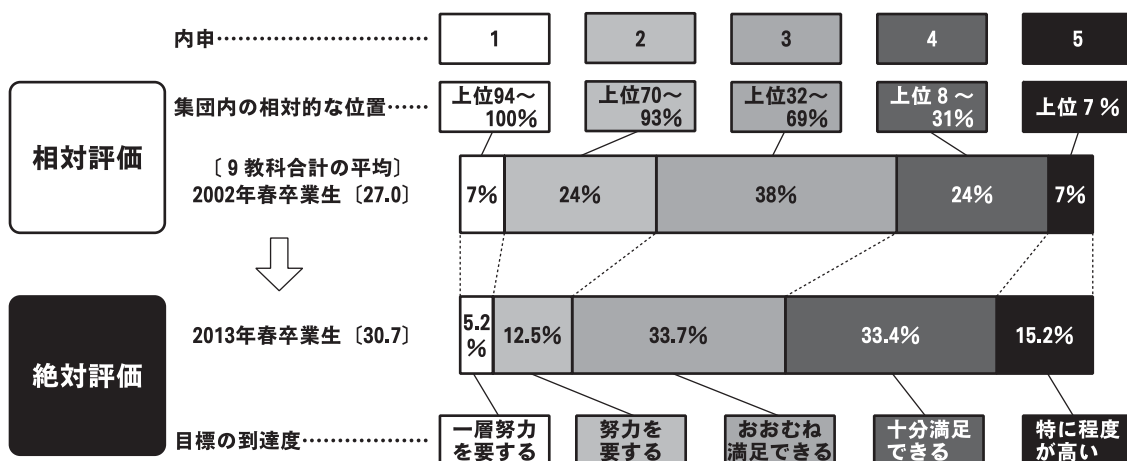 内申
1
2
3
4
5
相対評価
集団内の相対的な位置
上位94～
100%
上位70～
93%
上位32～
69%
上位8～
31%
上位7%
〔9教科合計の平均〕
2002年春卒業生〔27.0〕
7%
24%
38%
24%
7%
絶対評価
2013年春卒業生〔30.7〕
5.2
%
12.5%
33.7%
33.4%
15.2%
目標の到達度
一層努力
を要する
努力を
要する
おおむね
満足できる
十分満足
できる
特に程度
が高い